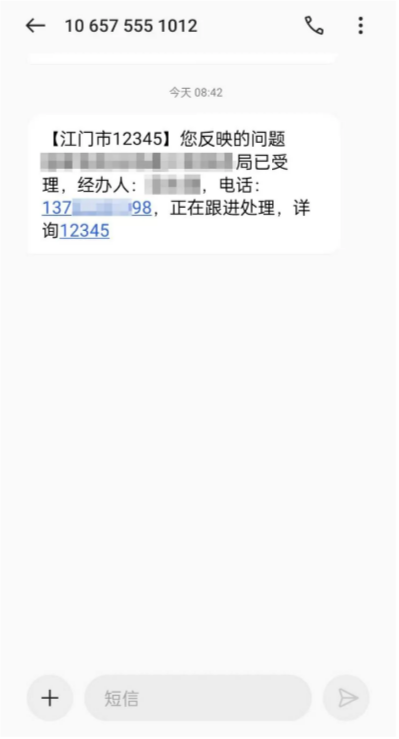 10 657 555 1012
今天 08:42
【江门市12345】您反映的问题
局已受
理，经办人：，电话：
13798，正在跟进处理，详
询12345
短信